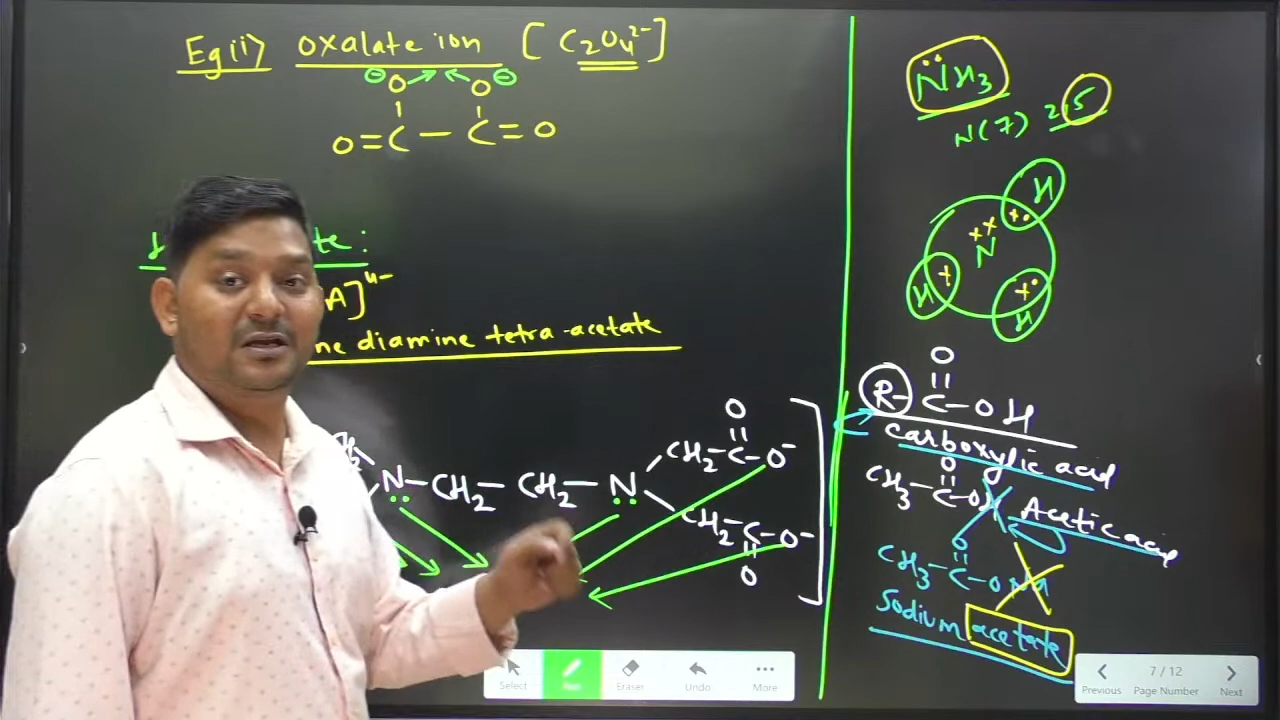 Eg(ii) oxalate ion [C₂O₄²⁻]
⊖O O⊖
O=C-C=O
te:
A]⁴⁻
ne diamine tetra-acetate
O
CH₂-C-O⁻
N-CH₂-CH₂-N
CH₂-C-O⁻
O
Select
Pen
Eraser
Undo
More
NH₃
N(7) 2,5
H
N
H
H
O
R-C-OH
Carboxylic acid
O
CH₃-C-OH
Acetic acid
O
CH₃-C-ONa
Sodium acetate
Previous
7 / 12
Page Number
Next